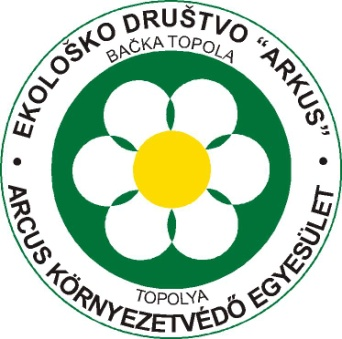 EKOLOŠKO DRUŠTVO "ARKUS"
BAČKA TOPOLA
TOPOLYA
ARCUS KÖRNYEZETVÉDŐ EGYESÜLET